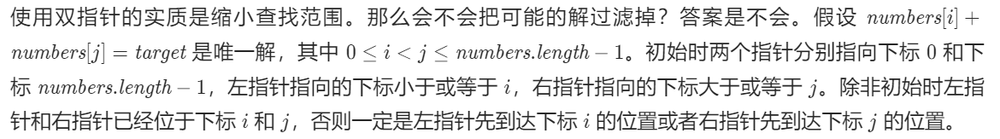 使用双指针的实质是缩小查找范围。那么会不会把可能的解过滤掉？答案是不会。假设 numbers[i] +
numbers[j] = target 是唯一解，其中 0 ≤ i < j ≤ numbers.length − 1。初始时两个指针分别指向下标 0 和下
标 numbers.length − 1，左指针指向的下标小于或等于 i，右指针指向的下标大于或等于 j。除非初始时左指
针和右指针已经位于下标 i 和 j，否则一定是左指针先到达下标 i 的位置或者右指针先到达下标 j 的位置。